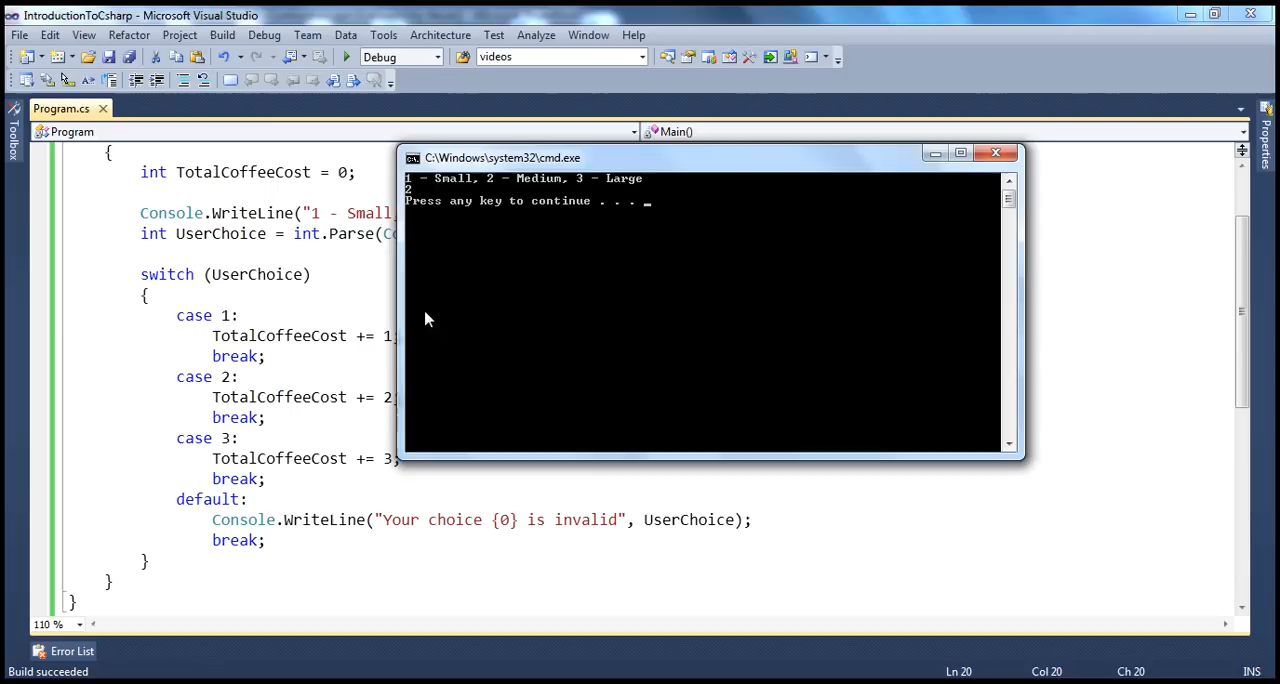 IntroductionToCsharp - Microsoft Visual Studio
File Edit View Refactor Project Build Debug Team Data Tools Architecture Test Analyze Window Help
Debug videos
Program.cs
Toolbox
Properties
Program Main()
{
int TotalCoffeeCost = 0;
Console.WriteLine("1 - Small,
int UserChoice = int.Parse(Co
switch (UserChoice)
{
case 1:
TotalCoffeeCost += 1;
break;
case 2:
TotalCoffeeCost += 2;
break;
case 3:
TotalCoffeeCost += 3;
break;
default:
Console.WriteLine("Your choice {0} is invalid", UserChoice);
break;
}
}
}
C:\Windows\system32\cmd.exe
1 - Small, 2 - Medium, 3 - Large
2
Press any key to continue . . . _
110 %
Error List
Build succeeded Ln 20 Col 20 Ch 20 INS